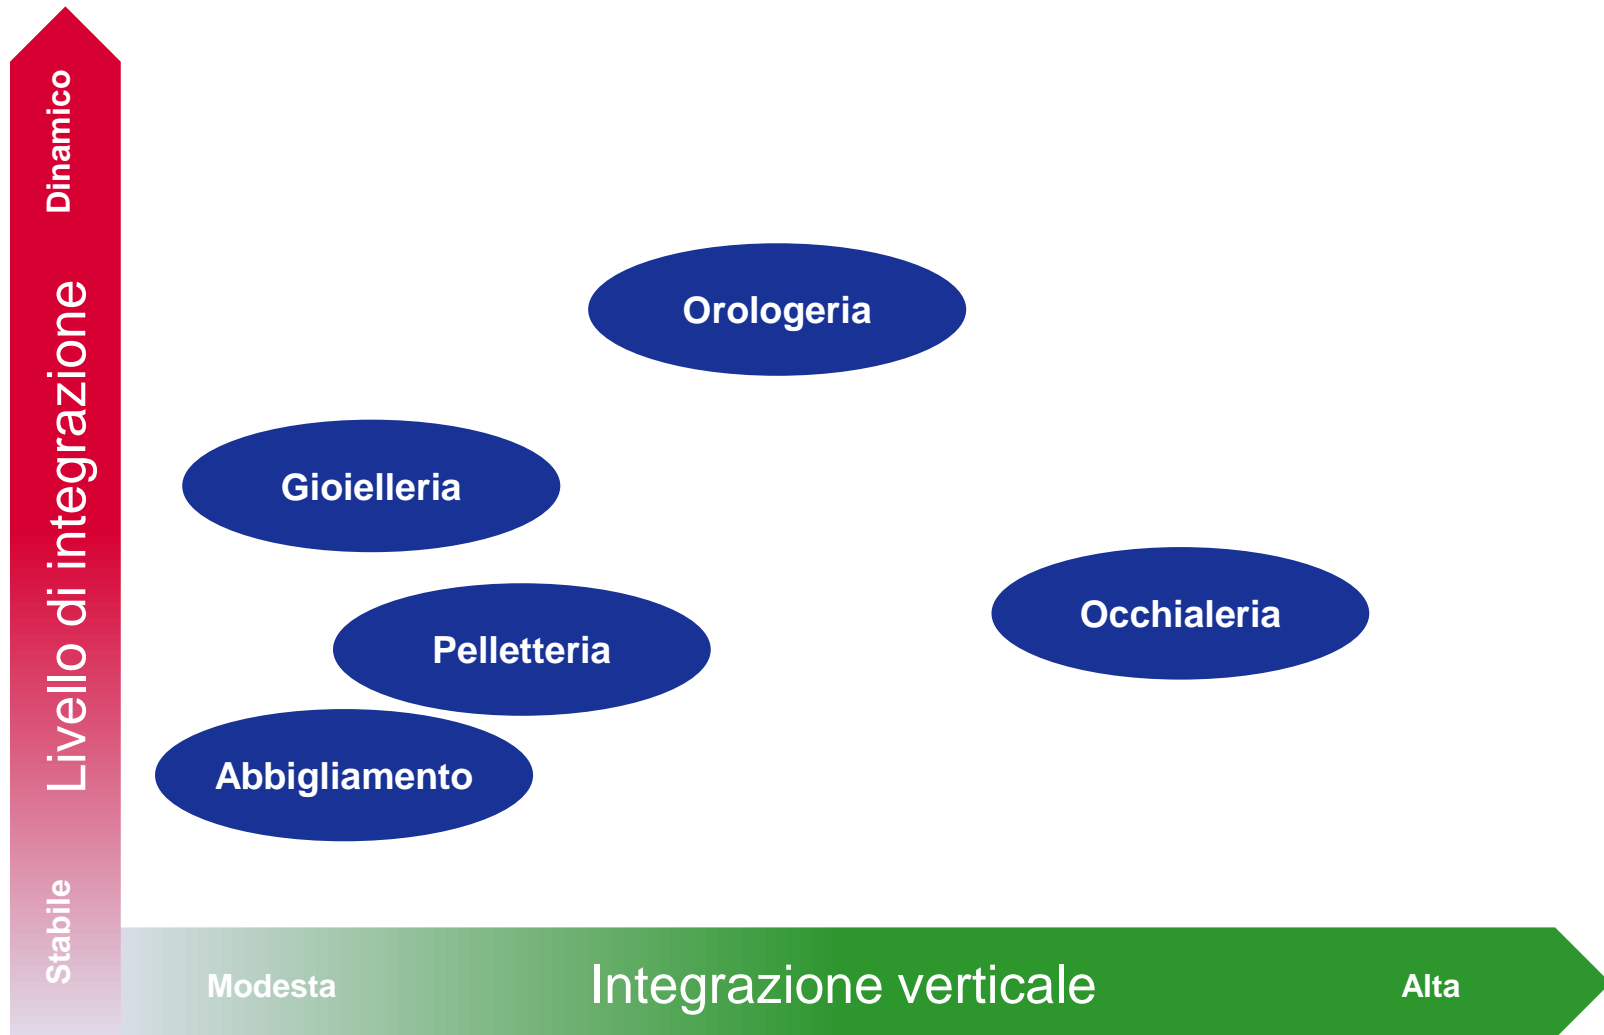 Dinamico
Livello di integrazione
Stabile
Orologeria
Gioielleria
Occhialeria
Pelletteria
Abbigliamento
Modesta
Integrazione verticale
Alta